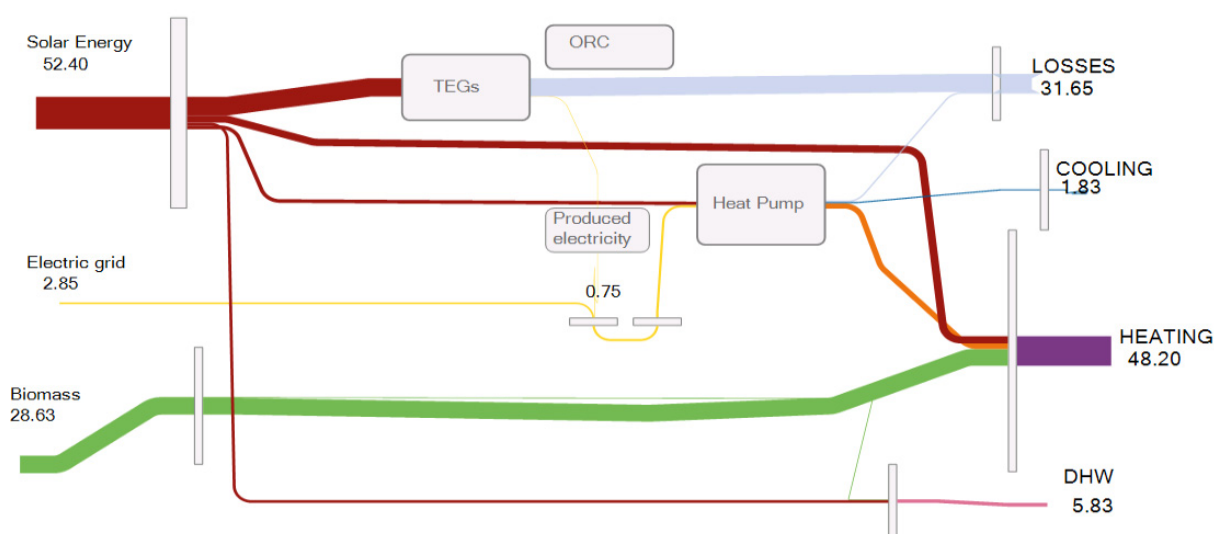 Solar Energy
52.40
TEGs
ORC
LOSSES
31.65
COOLING
1.83
Heat Pump
Produced
electricity
Electric grid
2.85
0.75
HEATING
48.20
Biomass
28.63
DHW
5.83